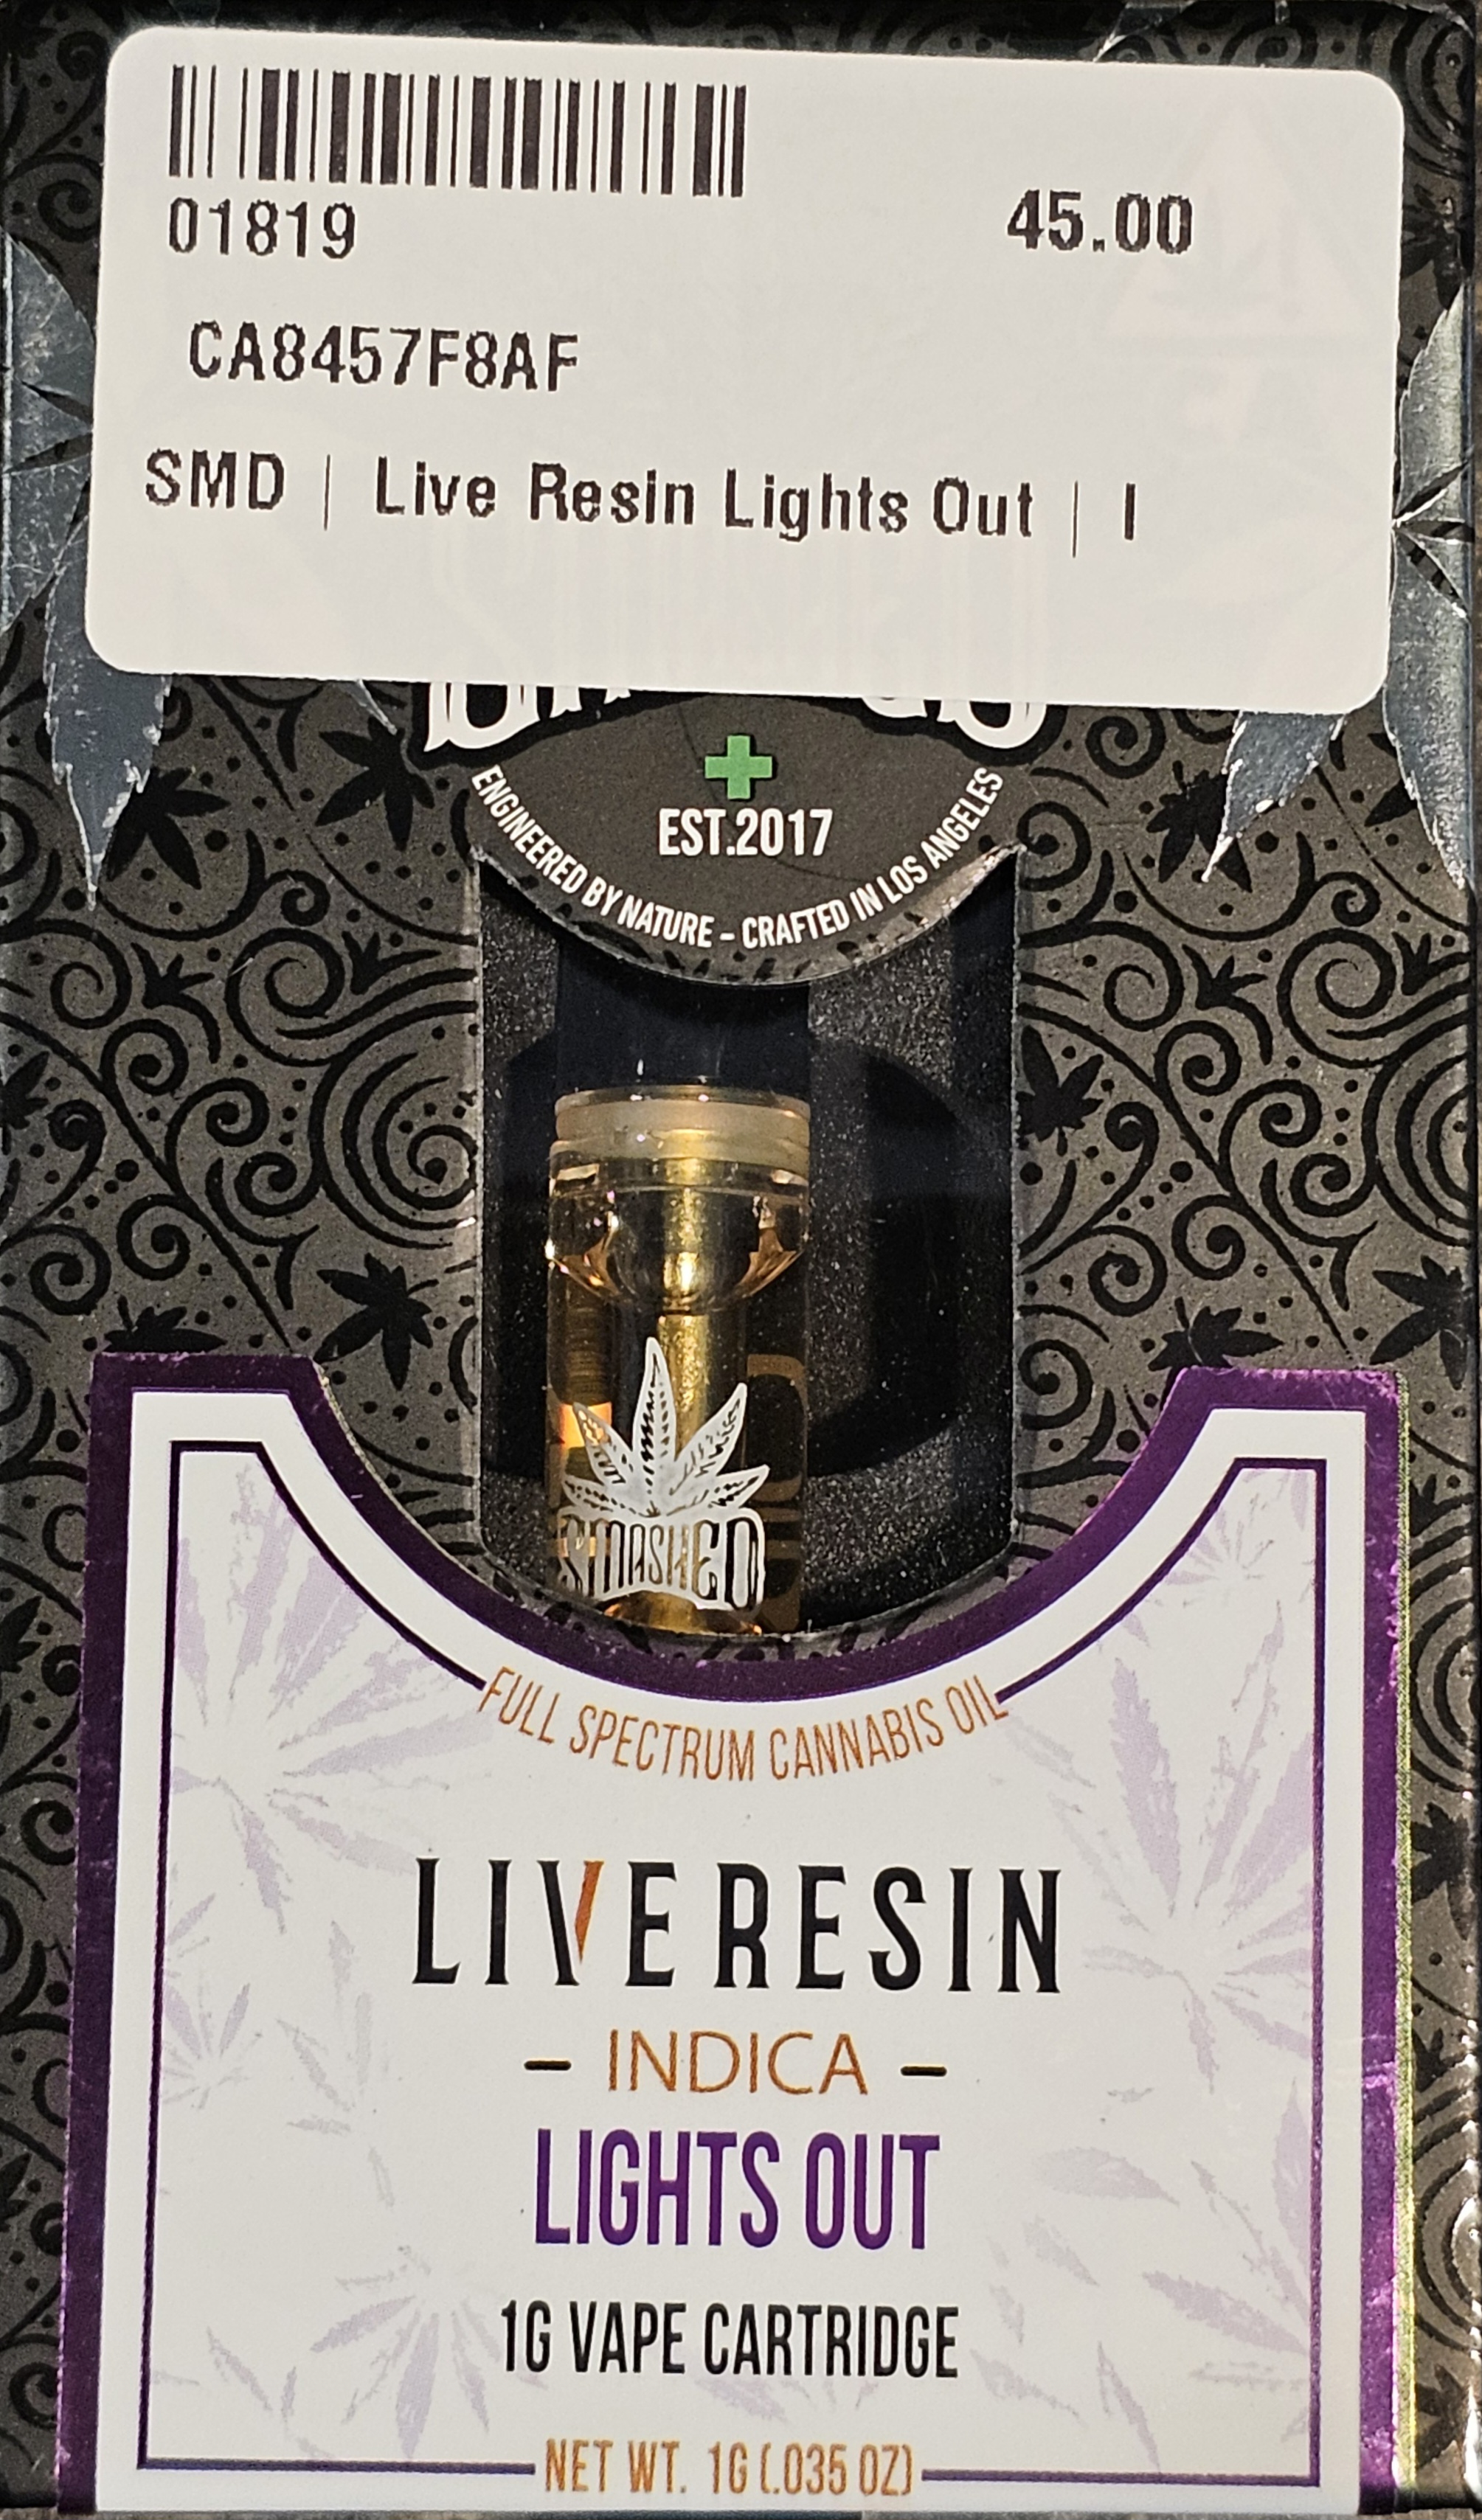 01819
45.00
CA8457F8AF
SMD | Live Resin Lights Out | I
EST.2017
ENGINEERED BY NATURE - CRAFTED IN LOS ANGELES
SMASHED
FULL SPECTRUM CANNABIS OIL
LIVE RESIN
- INDICA -
LIGHTS OUT
1G VAPE CARTRIDGE
NET WT. 1G (.035 OZ)